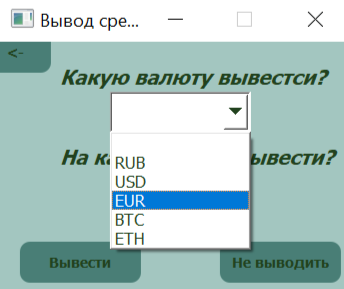 Вывод сре...
<-
Какую валюту вывестси?
RUB
На ка вывести?
USD
EUR
BTC
ETH
Вывести
Не выводить